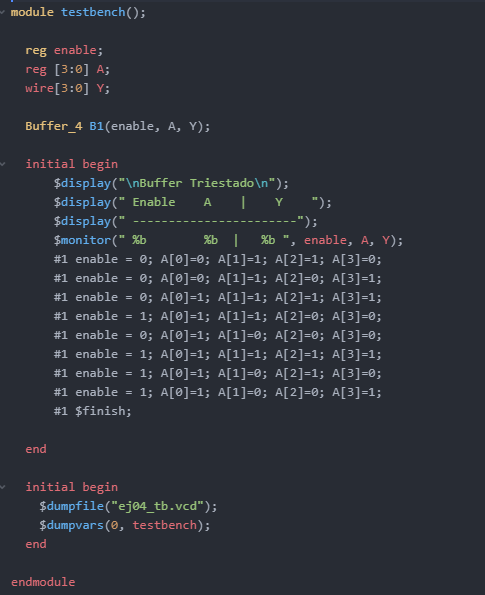 module testbench();
reg enable;
reg [3:0] A;
wire[3:0] Y;
Buffer_4 B1(enable, A, Y);
initial begin
$display("\nBuffer Triestado\n");
$display(" Enable    A    |    Y    ");
$display(" -----------------------");
$monitor(" %b        %b  |   %b ", enable, A, Y);
#1 enable = 0; A[0]=0; A[1]=1; A[2]=1; A[3]=0;
#1 enable = 0; A[0]=0; A[1]=1; A[2]=0; A[3]=1;
#1 enable = 0; A[0]=1; A[1]=1; A[2]=1; A[3]=1;
#1 enable = 1; A[0]=0; A[1]=1; A[2]=0; A[3]=0;
#1 enable = 0; A[0]=1; A[1]=0; A[2]=0; A[3]=0;
#1 enable = 1; A[0]=1; A[1]=1; A[2]=1; A[3]=1;
#1 enable = 1; A[0]=1; A[1]=0; A[2]=1; A[3]=0;
#1 enable = 1; A[0]=1; A[1]=0; A[2]=0; A[3]=1;
#1 $finish;
end
initial begin
$dumpfile("ej04_tb.vcd");
$dumpvars(0, testbench);
end
endmodule